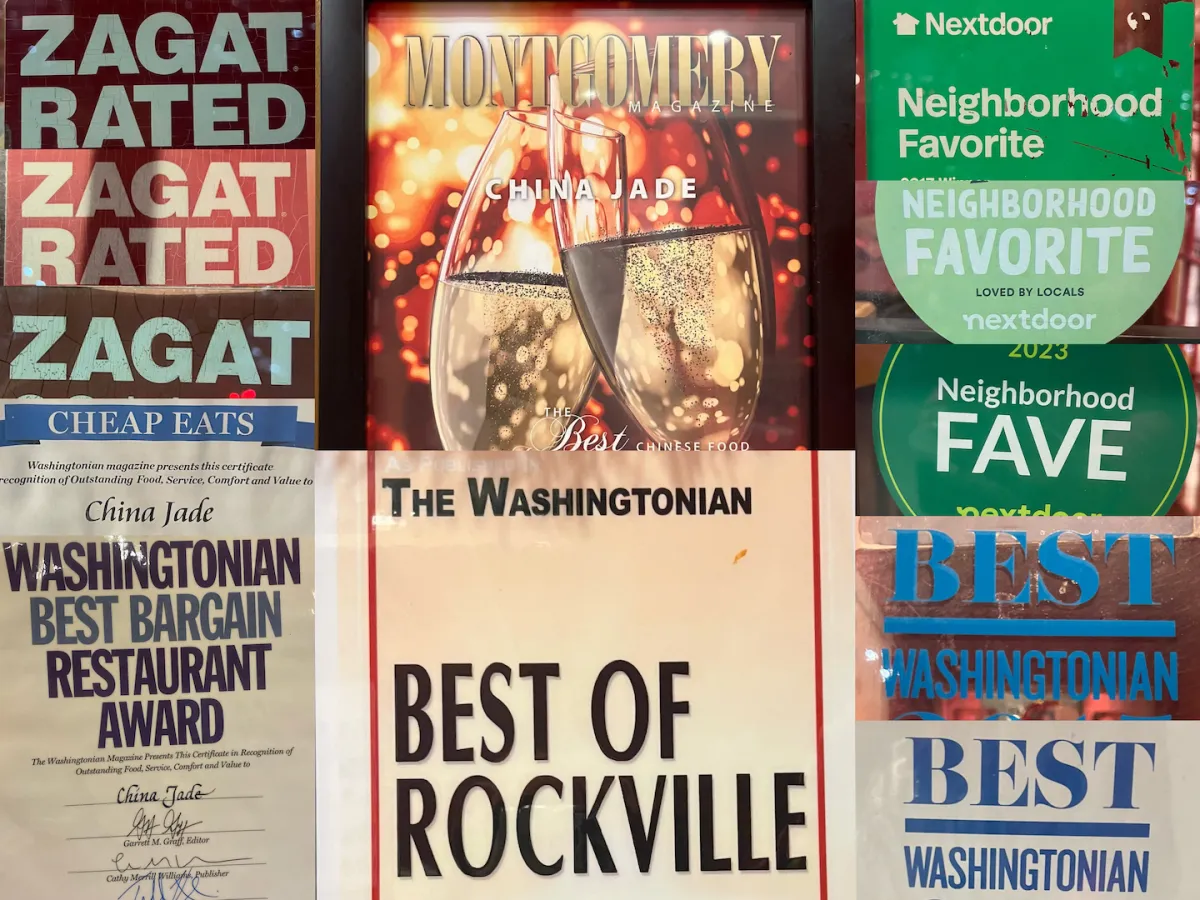 ZAGAT
RATED
ZAGAT
RATED
ZAGAT
CHEAP EATS
Washingtonian magazine presents this certificate
recognition of Outstanding Food, Service, Comfort and Value to
China Jade
WASHINGTONIAN
BEST BARGAIN
RESTAURANT
AWARD
The Washington Magazine Presents This Certificate in Recognition of
Outstanding Food, Service, Comfort and Value to
China Jade
Garrett M. Graff, Editor
Cathy Merrill Williams, Publisher
MONTGOMERY
MAGAZINE
CHINA JADE
THE
Best CHINESE FOOD
THE WASHINGTONIAN
BEST OF
ROCKVILLE
Nextdoor
Neighborhood
Favorite
2017
NEIGHBORHOOD
FAVORITE
LOVED BY LOCALS
nextdoor
2023
Neighborhood
FAVE
nextdoor
BEST
WASHINGTONIAN
BEST
WASHINGTONIAN